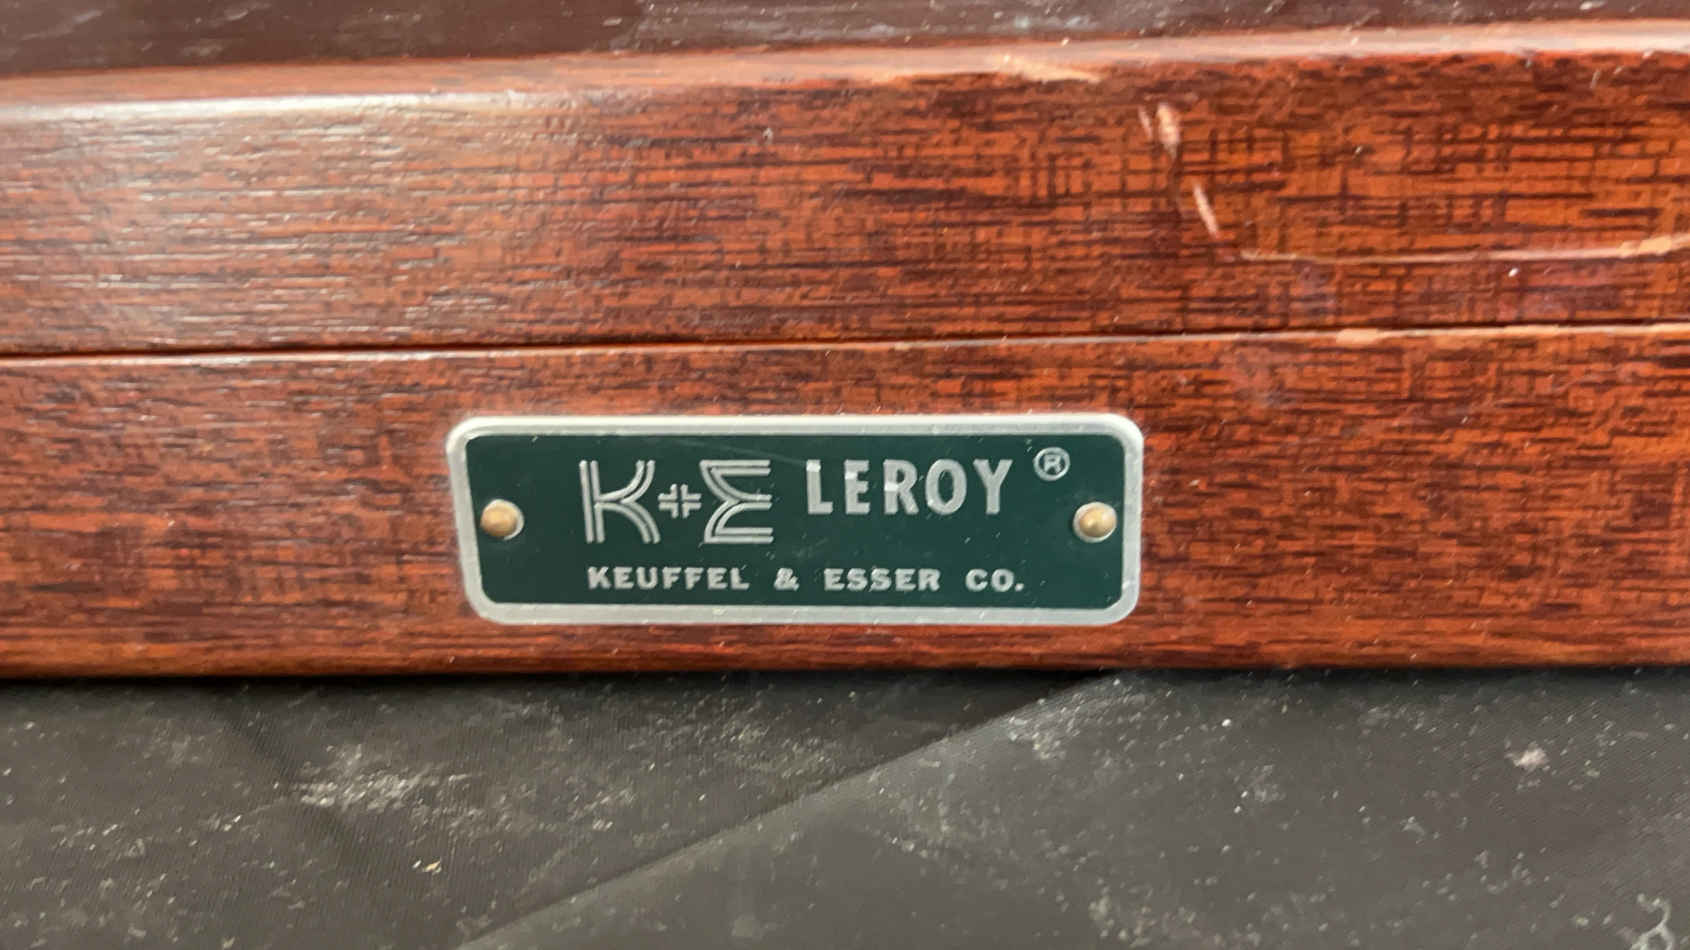 K+E LEROY®
KEUFFEL & ESSER CO.